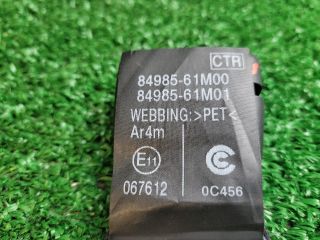 CTR
84985-61M00
84985-61M01
WEBBING:>PET<
Ar4m
E11
067612 0C456